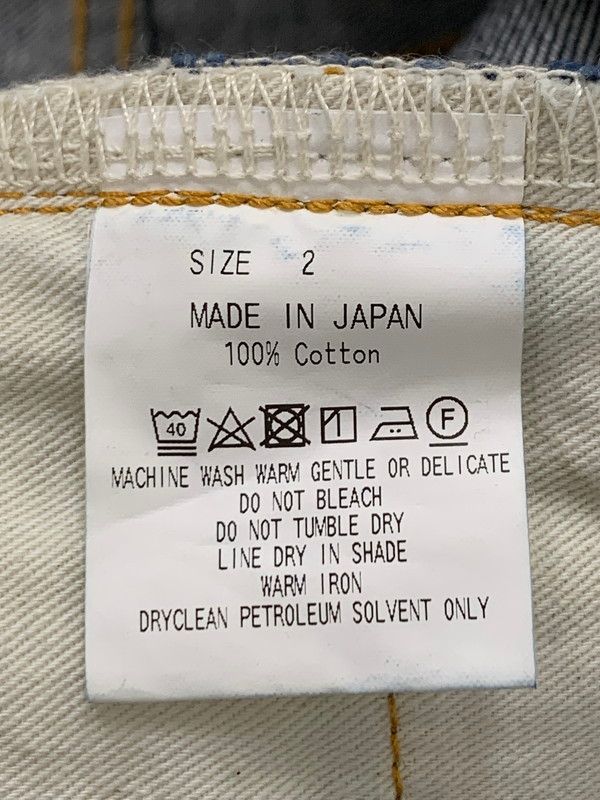 SIZE 2
MADE IN JAPAN
100% Cotton
40 F
MACHINE WASH WARM GENTLE OR DELICATE
DO NOT BLEACH
DO NOT TUMBLE DRY
LINE DRY IN SHADE
WARM IRON
DRYCLEAN PETROLEUM SOLVENT ONLY